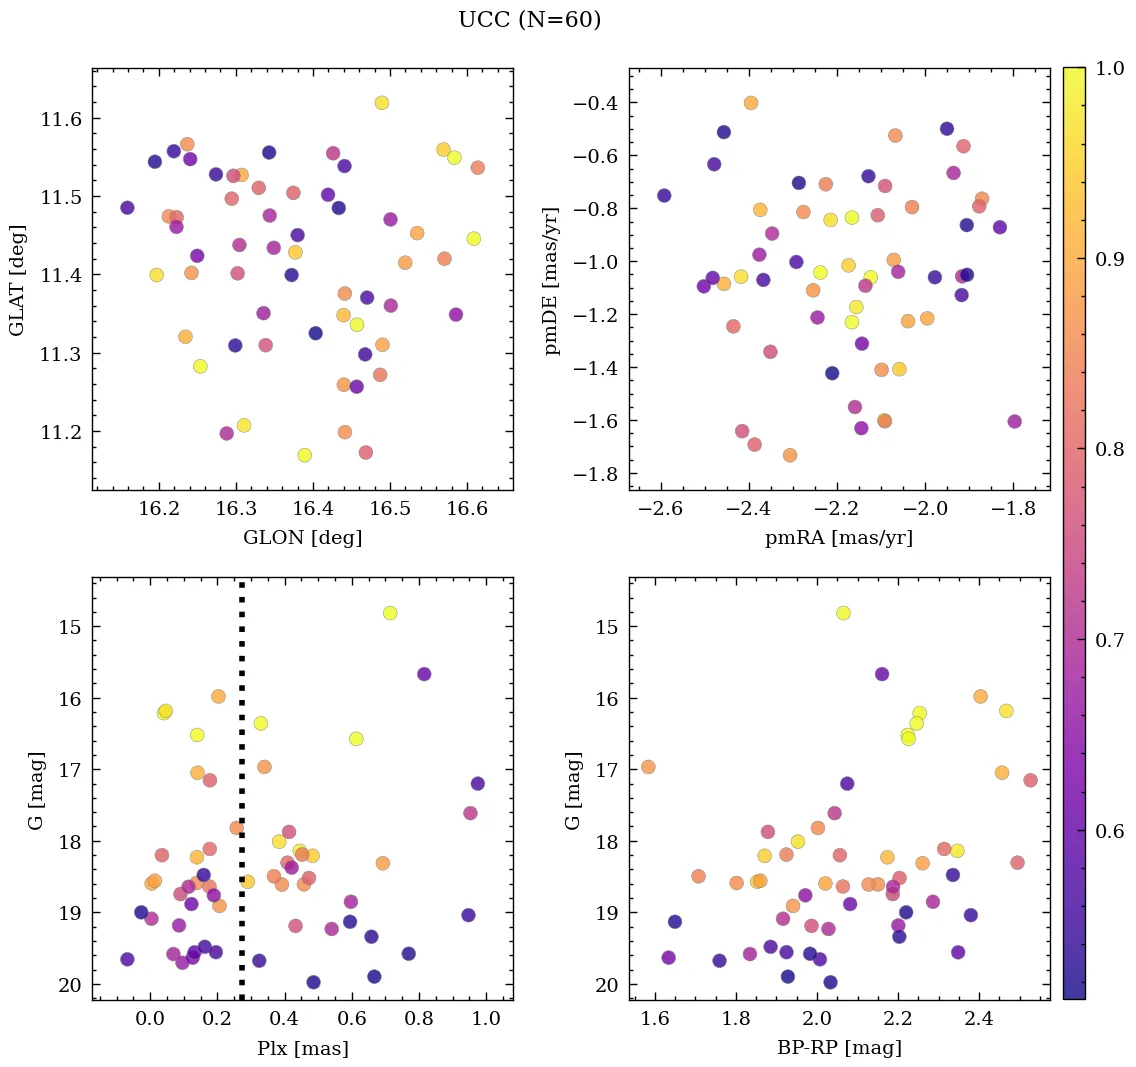 UCC (N=60)
11.6
11.5
11.4
11.3
11.2
GLAT [deg]
16.2 16.3 16.4 16.5 16.6
GLON [deg]
−0.4
−0.6
−0.8
−1.0
−1.2
−1.4
−1.6
−1.8
pmDE [mas/yr]
−2.6 −2.4 −2.2 −2.0 −1.8
pmRA [mas/yr]
15
16
17
18
19
20
G [mag]
0.0 0.2 0.4 0.6 0.8 1.0
Plx [mas]
15
16
17
18
19
20
G [mag]
1.6 1.8 2.0 2.2 2.4
BP-RP [mag]
1.0
0.9
0.8
0.7
0.6